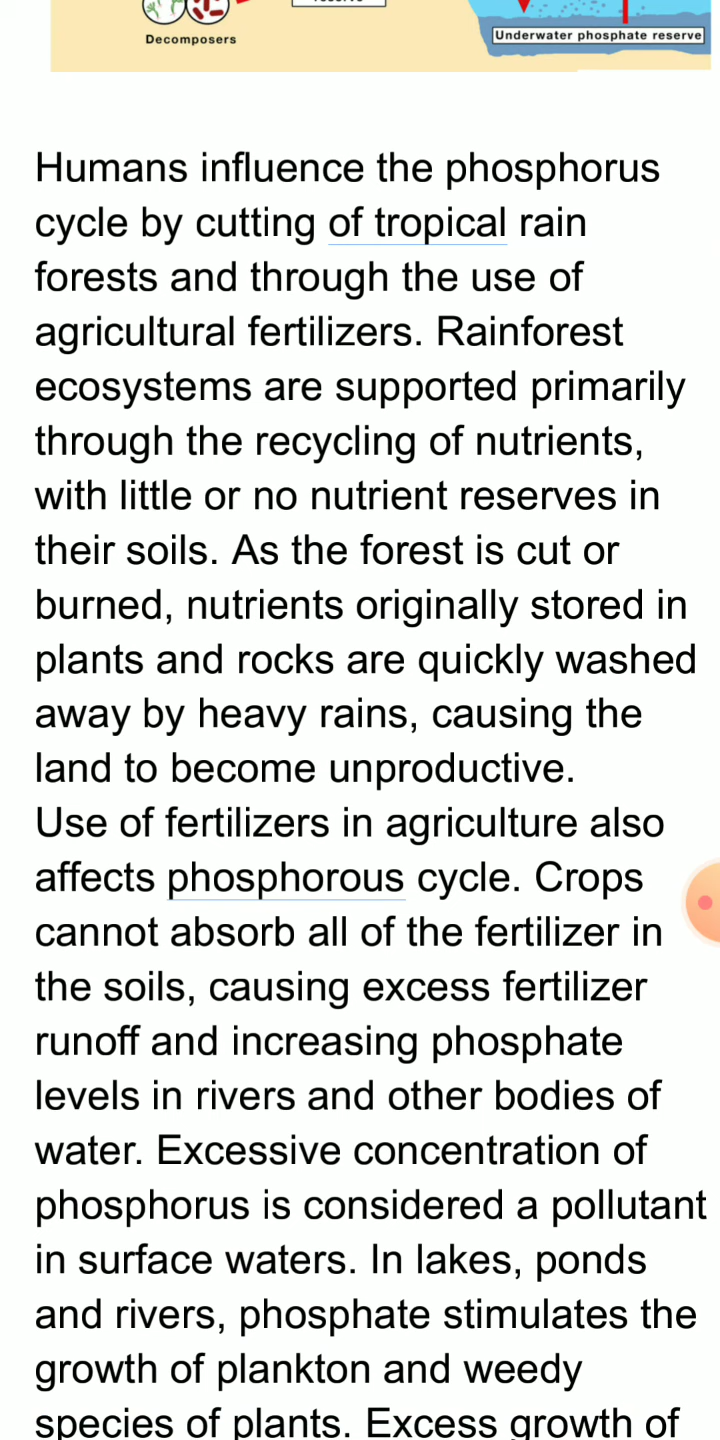 Decomposers
Underwater phosphate reserve
Humans influence the phosphorus
cycle by cutting of tropical rain
forests and through the use of
agricultural fertilizers. Rainforest
ecosystems are supported primarily
through the recycling of nutrients,
with little or no nutrient reserves in
their soils. As the forest is cut or
burned, nutrients originally stored in
plants and rocks are quickly washed
away by heavy rains, causing the
land to become unproductive.
Use of fertilizers in agriculture also
affects phosphorous cycle. Crops
cannot absorb all of the fertilizer in
the soils, causing excess fertilizer
runoff and increasing phosphate
levels in rivers and other bodies of
water. Excessive concentration of
phosphorus is considered a pollutant
in surface waters. In lakes, ponds
and rivers, phosphate stimulates the
growth of plankton and weedy
species of plants. Excess growth of